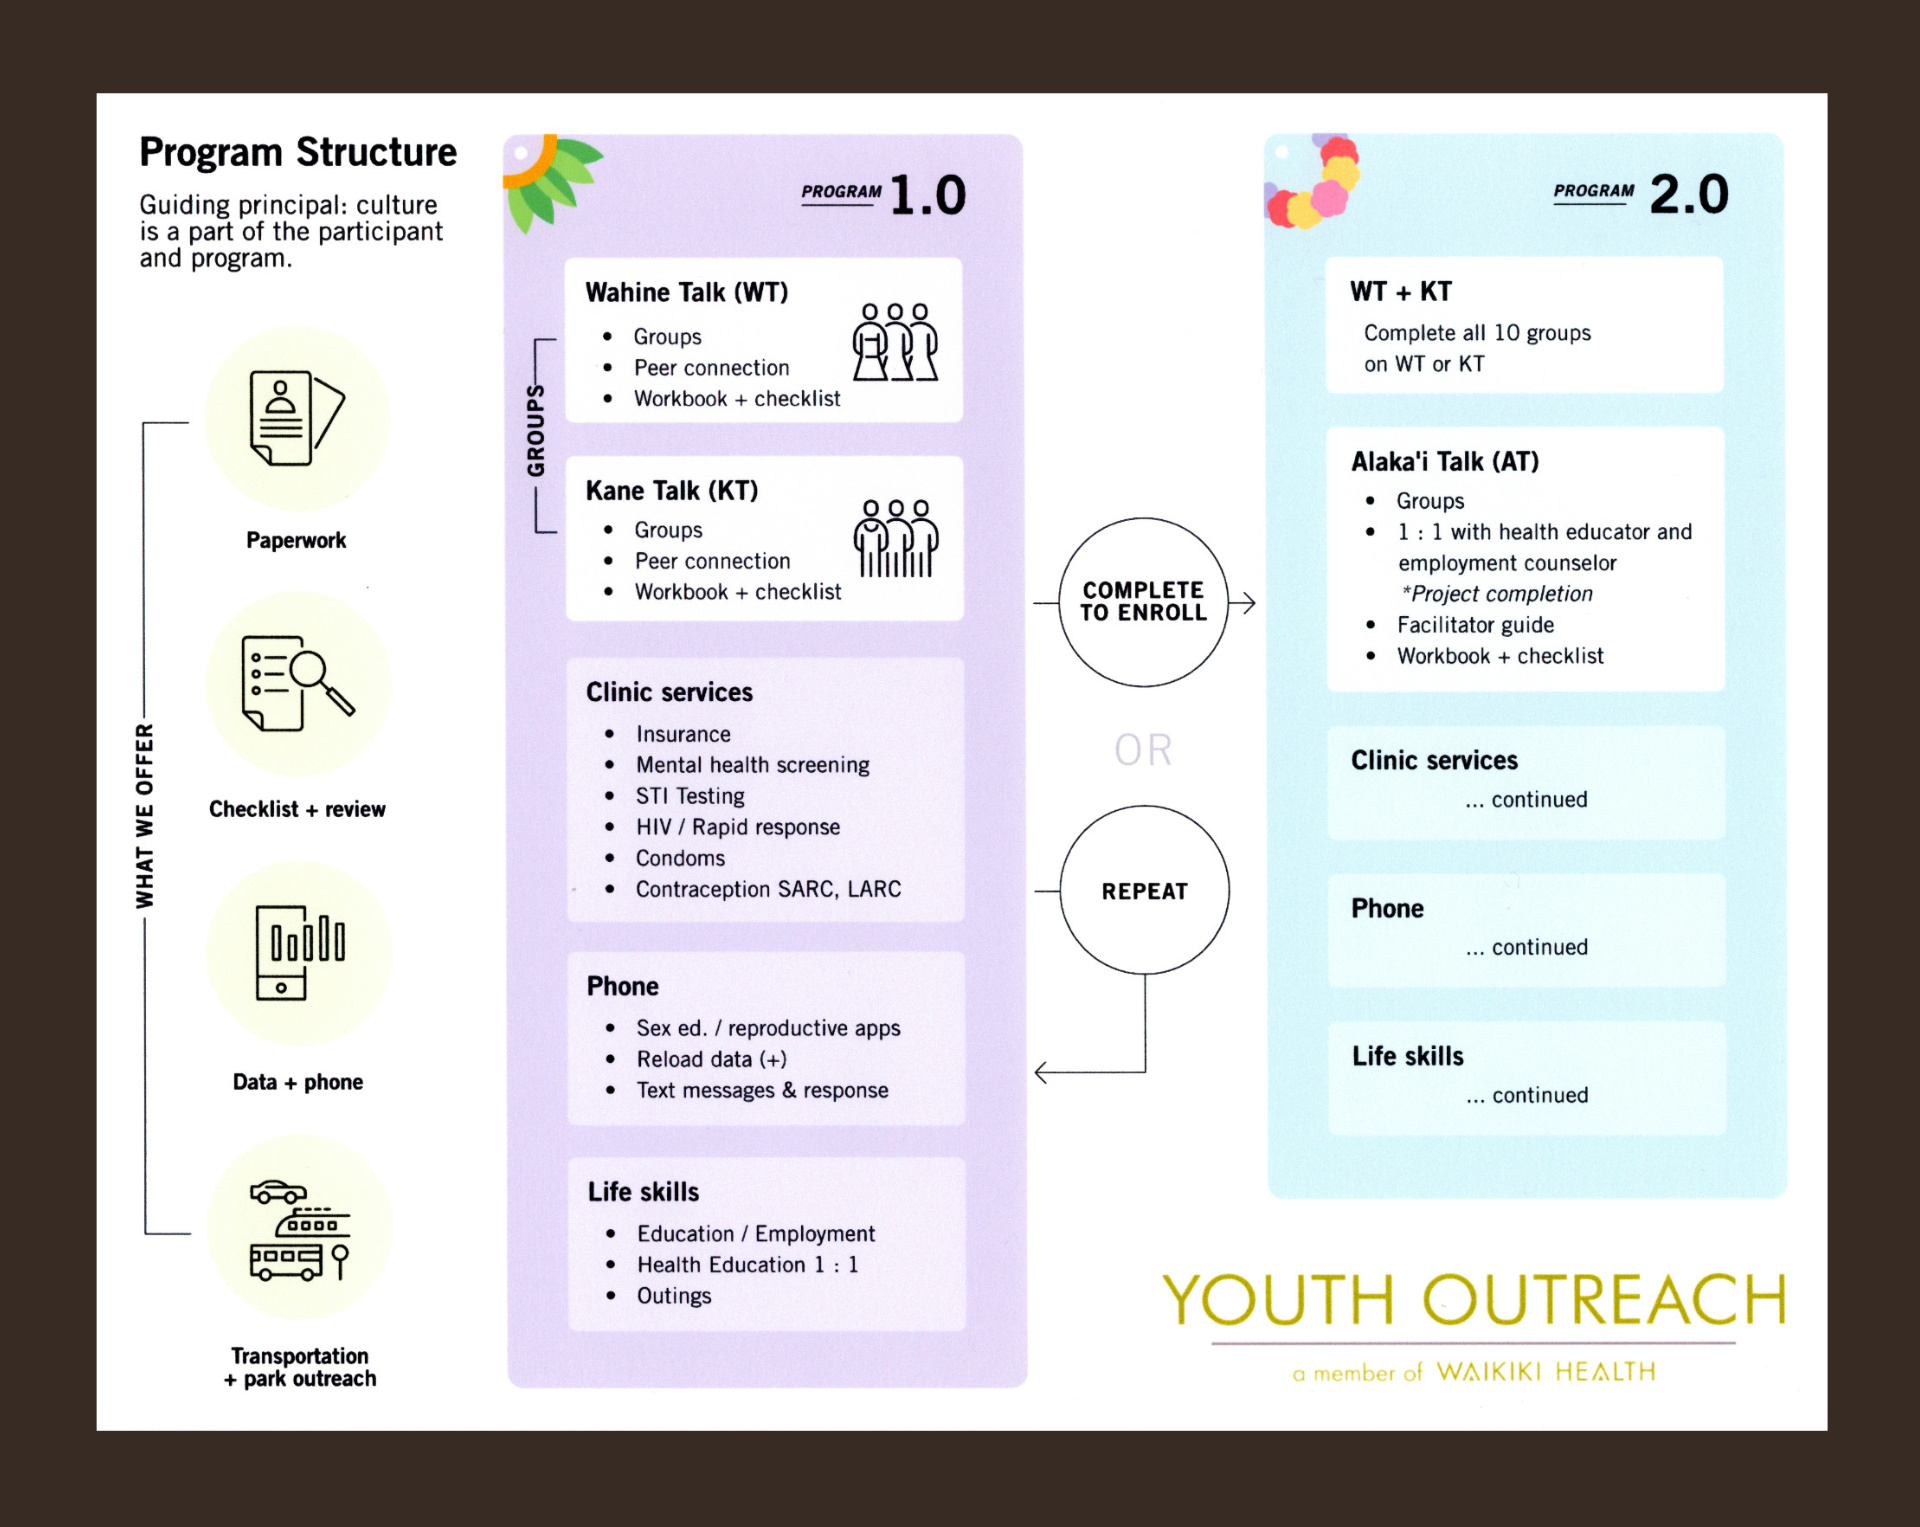 Program Structure
Guiding principal: culture
is a part of the participant
and program.
WHAT WE OFFER
Paperwork
Checklist + review
Data + phone
Transportation
+ park outreach
PROGRAM 1.0
GROUPS
Wahine Talk (WT)
• Groups
• Peer connection
• Workbook + checklist
Kane Talk (KT)
• Groups
• Peer connection
• Workbook + checklist
Clinic services
• Insurance
• Mental health screening
• STI Testing
• HIV / Rapid response
• Condoms
• Contraception SARC, LARC
Phone
• Sex ed. / reproductive apps
• Reload data (+)
• Text messages & response
Life skills
• Education / Employment
• Health Education 1 : 1
• Outings
COMPLETE
TO ENROLL
OR
REPEAT
PROGRAM 2.0
WT + KT
Complete all 10 groups
on WT or KT
Alaka'i Talk (AT)
• Groups
• 1 : 1 with health educator and
employment counselor
*Project completion
• Facilitator guide
• Workbook + checklist
Clinic services
... continued
Phone
... continued
Life skills
... continued
YOUTH OUTREACH
a member of WAIKIKI HEALTH